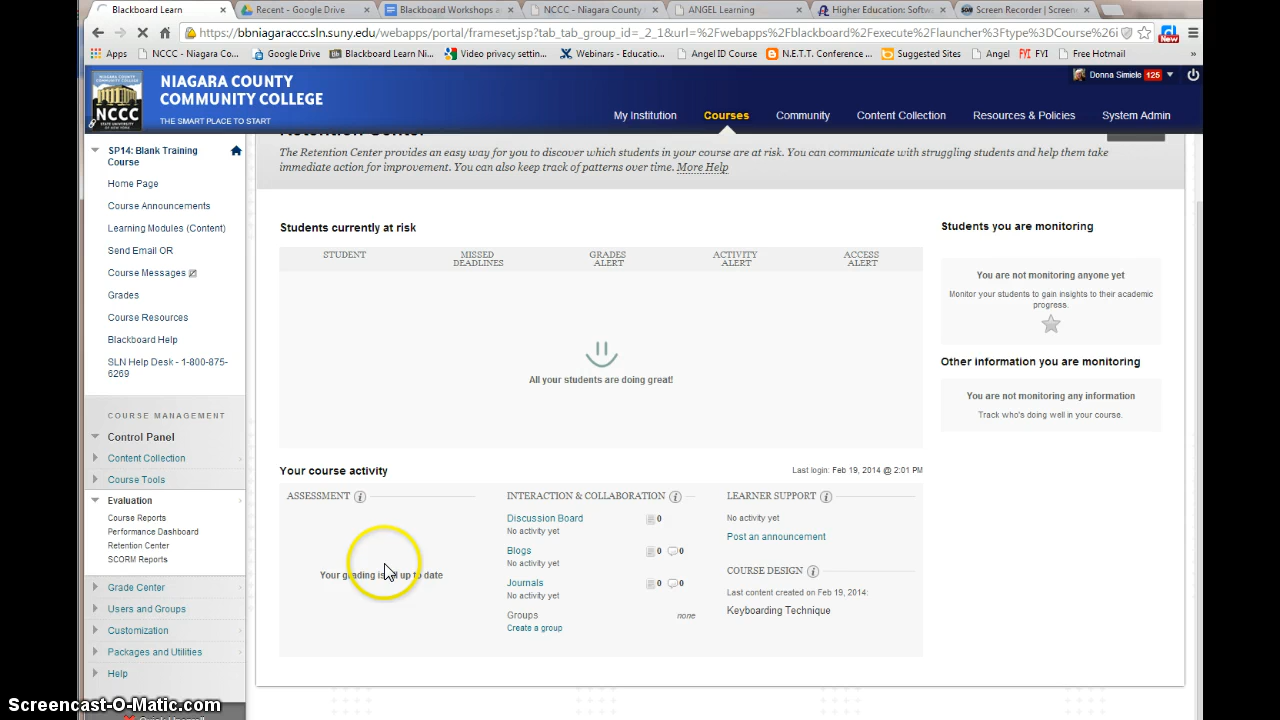 Blackboard Learn
Recent - Google Drive
Blackboard Workshops a
NCCC - Niagara County
ANGEL Learning
Higher Education: Softw
Screen Recorder | Screenc
https://bbniagaraccc.sln.suny.edu/webapps/portal/frameset.jsp?tab_tab_group_id=_2_1&url=%2Fwebapps%2Fblackboard%2Fexecute%2Flauncher%3Ftype%3DCourse%26i
New
Apps
NCCC - Niagara Co...
Google Drive
Blackboard Learn Ni...
Video pecavity setti...
Webinars - Educatio...
Angel ID Course
N.E.T. Conference ...
Suggested Sites
Angel
FYI
Free Hotmail
»
NCCC
NIAGARA COUNTY
COMMUNITY COLLEGE
THE SMART PLACE TO START
Donna Simiele 125
My Institution
Courses
Community
Content Collection
Resources & Policies
System Admin
SP14: Blank Training
Course
Home Page
Course Announcements
Learning Modules (Content)
Send Email OR
Course Messages
Grades
Course Resources
Blackboard Help
SLN Help Desk - 1-800-875-
6269
COURSE MANAGEMENT
Control Panel
Content Collection
Course Tools
Evaluation
Course Reports
Performance Dashboard
Retention Center
SCORM Reports
Grade Center
Users and Groups
Customization
Packages and Utilities
Help
Retention Center
The Retention Center provides an easy way for you to discover which students in your course are at risk. You can communicate with struggling students and help them take
immediate action for improvement. You can also keep track of patterns over time. More Help
Students currently at risk
STUDENT
MISSED
DEADLINES
GRADES
ALERT
ACTIVITY
ALERT
ACCESS
ALERT
All your students are doing great!
Students you are monitoring
You are not monitoring anyone yet
Monitor your students to gain insights to their academic
progress.
Other information you are monitoring
You are not monitoring any information
Track who's doing well in your course.
Your course activity
Last login: Feb 19, 2014 @ 2:01 PM
ASSESSMENT
Your grading is all up to date
INTERACTION & COLLABORATION
Discussion Board 0
No activity yet
Blogs 0 0
No activity yet
Journals 0 0
No activity yet
Groups none
Create a group
LEARNER SUPPORT
No activity yet
Post an announcement
COURSE DESIGN
Last content created on Feb 19, 2014:
Keyboarding Technique
Screencast-O-Matic.com